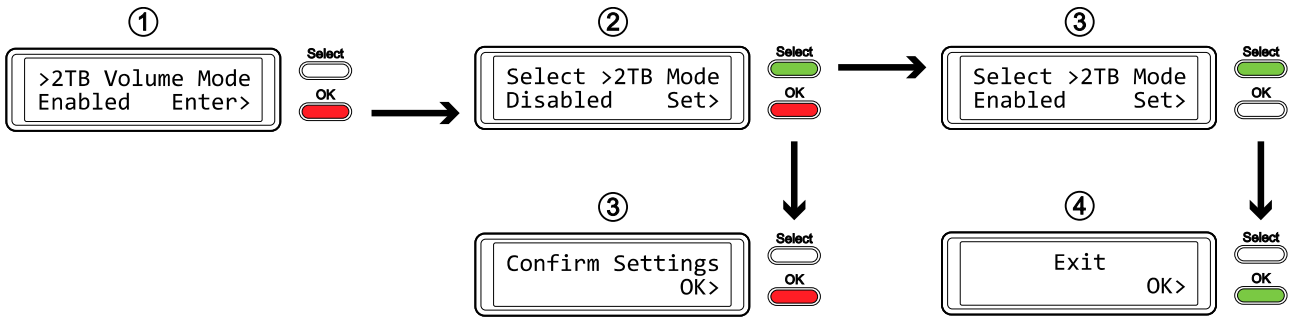 ①
>2TB Volume Mode
Enabled Enter>
Select
OK
②
Select >2TB Mode
Disabled Set>
Select
OK
③
Select >2TB Mode
Enabled Set>
Select
OK
③
Confirm Settings
OK>
Select
OK
④
Exit
OK>
Select
OK